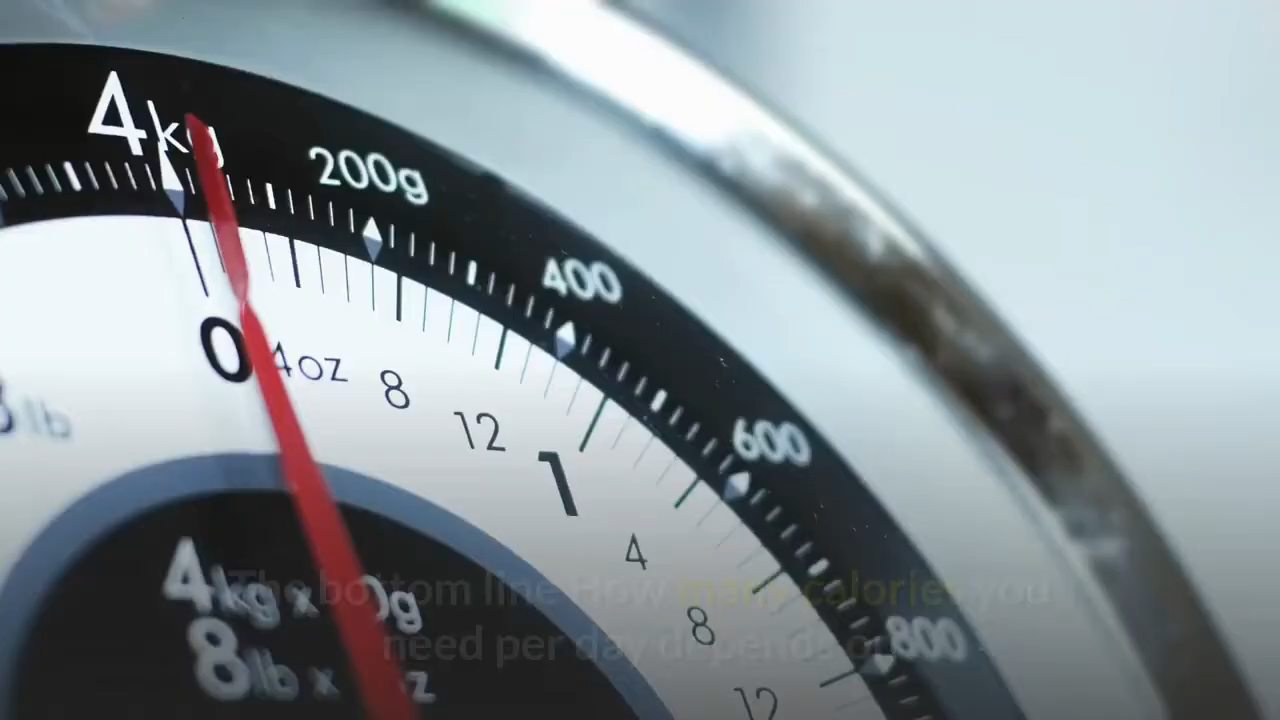 4kg
200g
400
600
800
0
4oz
8
12
1
4
8
12
lb
4kg x
g
8lb x
z
The bottom line How many calories you
need per day depends o